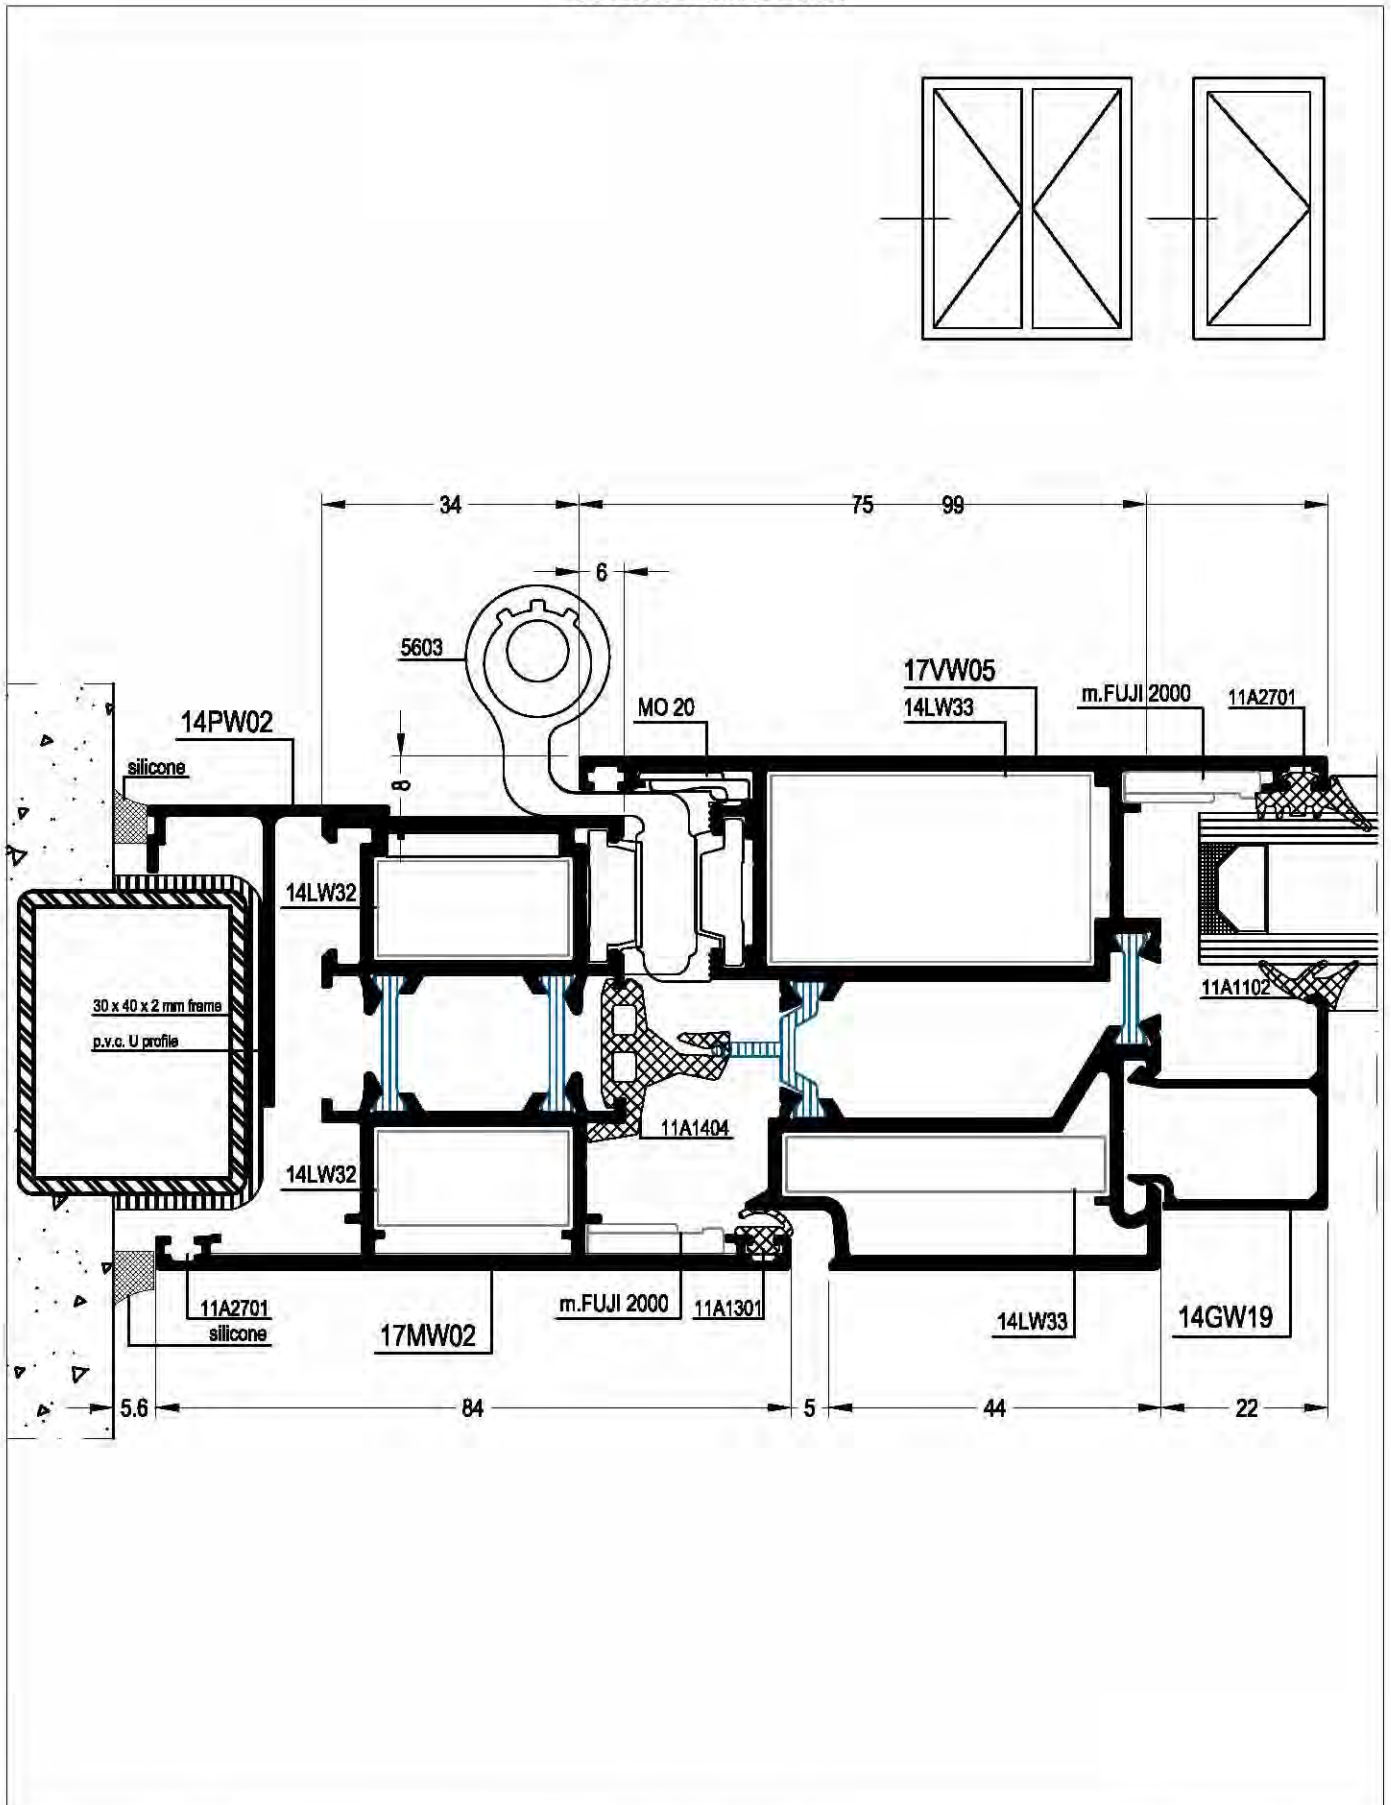 34
75
99
6
5603
17VW05
14LW33
MO 20
m.FUJI 2000
11A2701
14PW02
silicone
8
14LW32
30 x 40 x 2 mm frame
p.v.c. U profile
11A1102
11A1404
14LW32
11A2701
silicone
17MW02
m.FUJI 2000
11A1301
14LW33
14GW19
5.6
84
5
44
22